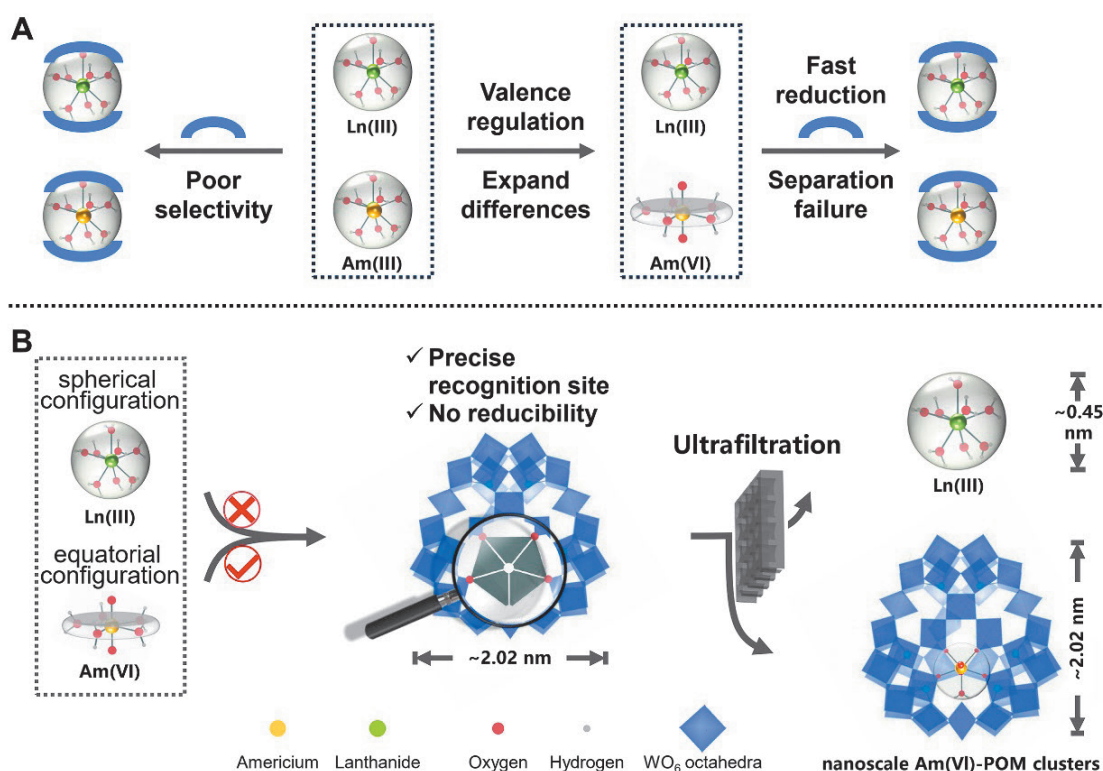 A
Ln(III)
Am(III)
Poor
selectivity
Valence
regulation
Expand
differences
Ln(III)
Am(VI)
Fast
reduction
Separation
failure
B
spherical
configuration
Ln(III)
equatorial
configuration
Am(VI)
✓ Precise
recognition site
✓ No reducibility
~2.02 nm
Ultrafiltration
Ln(III)
~0.45
nm
~2.02 nm
nanoscale Am(VI)-POM clusters
Americium
Lanthanide
Oxygen
Hydrogen
WO₆ octahedra